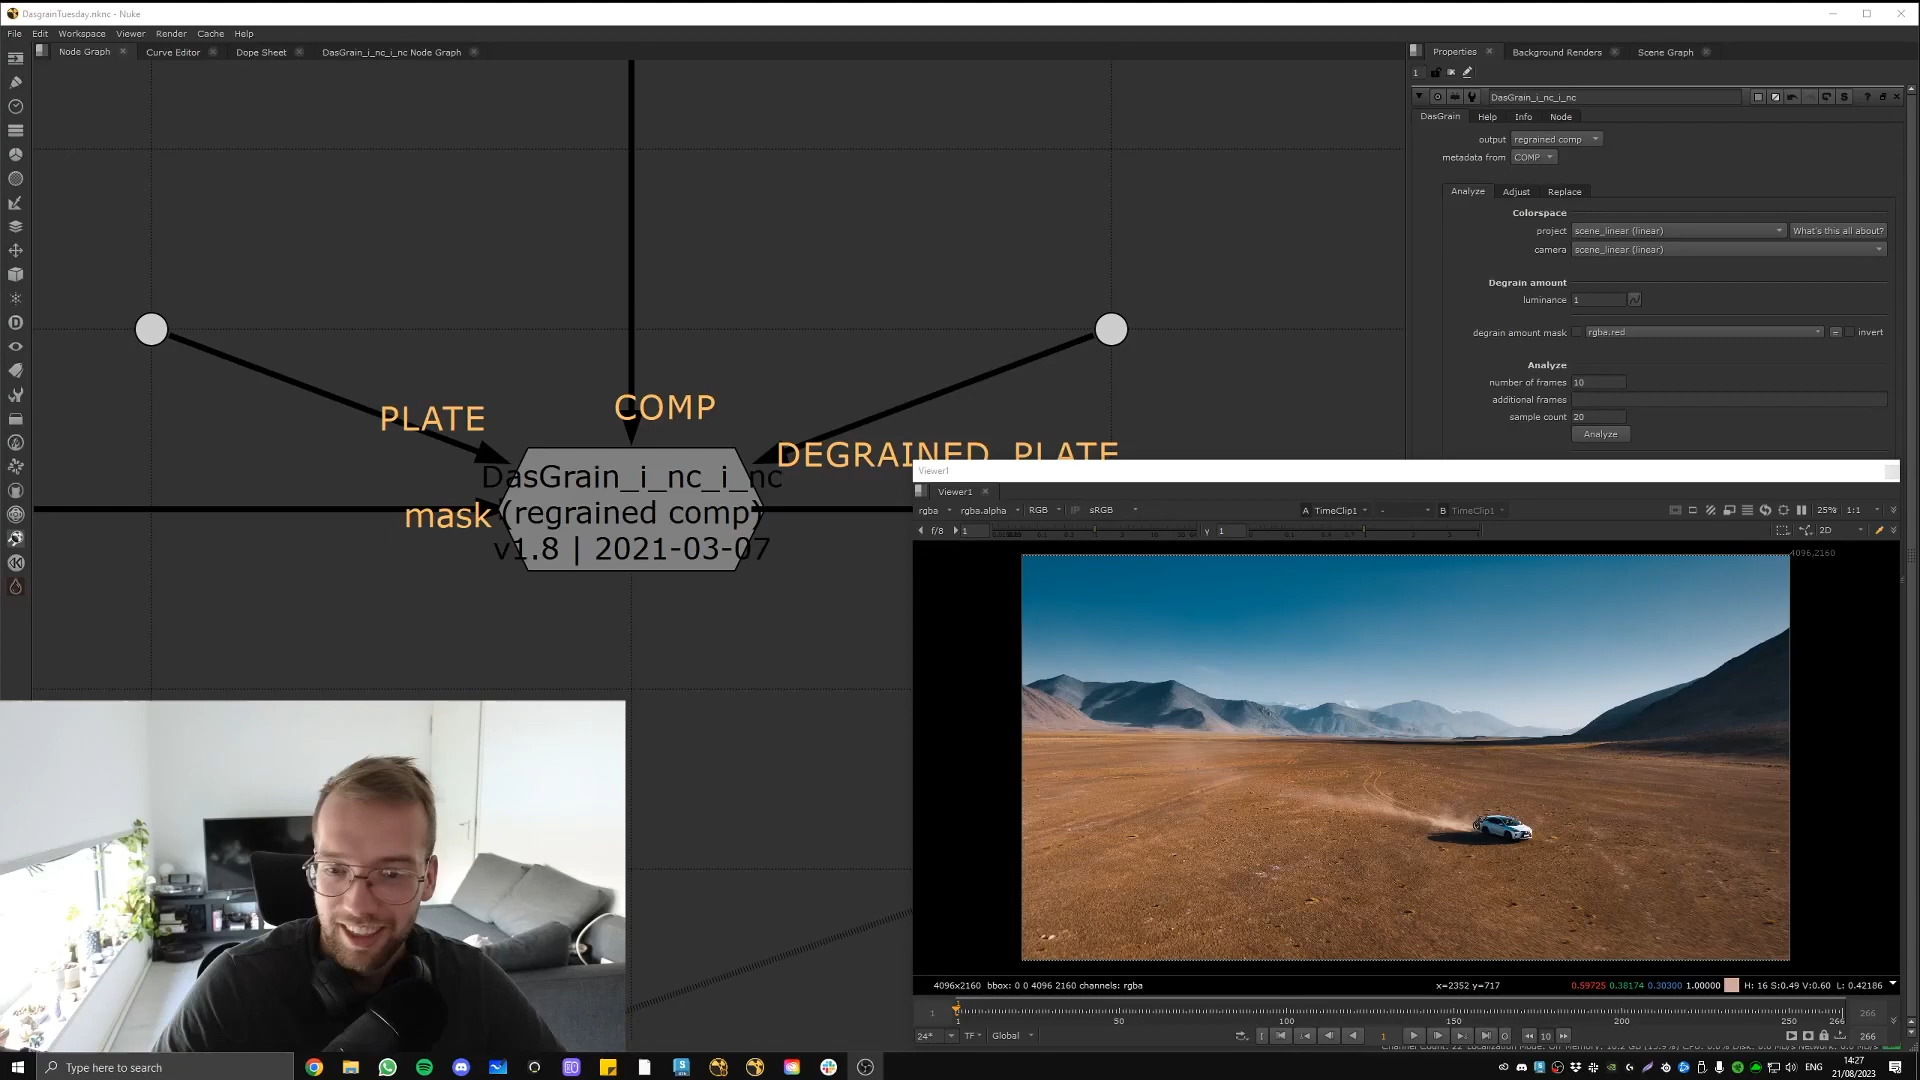 DasgrainTuesday.nknc - Nuke
File Edit Workspace Viewer Render Cache Help
Node Graph Curve Editor Dope Sheet DasGrain_i_nc_i_nc Node Graph
Properties Background Renders Scene Graph
1
DasGrain_i_nc_i_nc
S ?
DasGrain Help Info Node
output regrained comp
metadata from COMP
Analyze Adjust Replace
Colorspace
project scene_linear (linear) What's this all about?
camera scene_linear (linear)
Degrain amount
luminance 1
degrain amount mask rgba.red = invert
Analyze
number of frames 10
additional frames
sample count 20
Analyze
PLATE
COMP
DEGRAINED_PLATE
mask
DasGrain_i_nc_i_nc
(regrained comp)
v1.8 | 2021-03-07
Viewer1
Viewer1
rgba rgba.alpha RGB IP sRGB A TimeClip1 - B TimeClip1 25% 1:1
f/8 1 Y 1 2D
4096,2160
4096x2160 bbox: 0 0 4096 2160 channels: rgba x=2352 y=717 0.59725 0.38174 0.30300 1.00000 H: 16 S:0.49 V:0.60 L: 0.42186
1 1 50 100 150 200 250 266 266
24* TF Global 1 10 266
Type here to search
ENG
14:27
21/08/2023